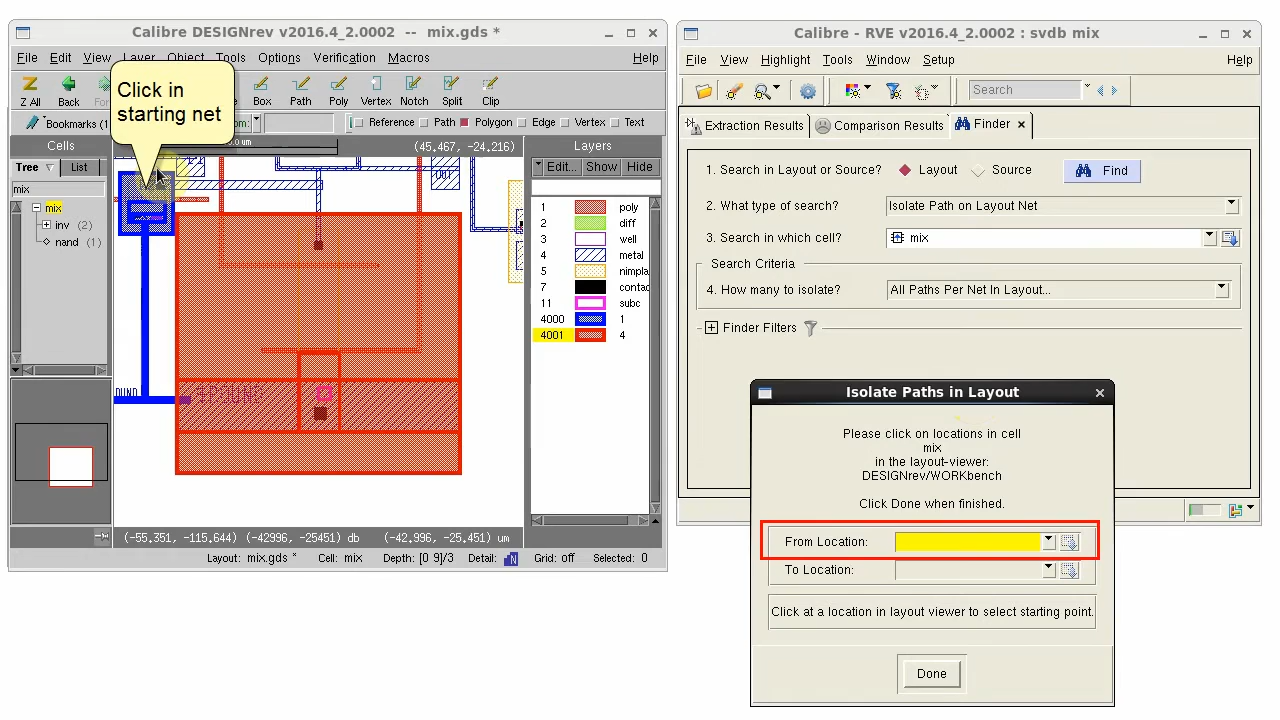 Calibre DESIGNrev v2016.4_2.0002 -- mix.gds *
File Edit View Layer Object Tools Options Verification Macros Help
Z All Back Box Path Poly Vertex Notch Split Clip
Click in
starting net
Bookmarks (1 Reference Path Polygon Edge Vertex Text
Cells
(45.467, -24.216)
Layers
Tree List
Edit... Show Hide
mix
mix
inv (2)
nand (1)
OUT
OUND
1 poly
2 diff
3 well
4 metal
5 nimpla
7 contac
11 subc
4000 1
4001 4
(-55.351, -115.644) (-42996, -25451) db (-42.996, -25.451) um
Layout: mix.gds * Cell: mix Depth: [0 9]/3 Detail: N Grid: off Selected: 0
Calibre - RVE v2016.4_2.0002 : svdb mix
File View Highlight Tools Window Setup Help
Search
Extraction Results Comparison Results Finder
1. Search in Layout or Source? Layout Source Find
2. What type of search? Isolate Path on Layout Net
3. Search in which cell? mix
Search Criteria
4. How many to isolate? All Paths Per Net In Layout...
Finder Filters
Isolate Paths in Layout
Please click on locations in cell
mix
in the layout-viewer:
DESIGNrev/WORKbench
Click Done when finished.
From Location:
To Location:
Click at a location in layout viewer to select starting point.
Done